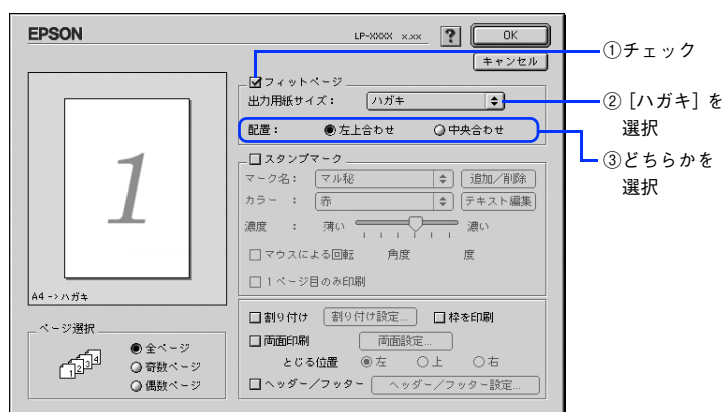 EPSON
LP-XXXX x.xx
?
OK
キャンセル
フィットページ
出力用紙サイズ： ハガキ
配置： 左上合わせ 中央合わせ
スタンプマーク
マーク名： マル秘 追加／削除
カラー ： 赤 テキスト編集
濃度 ： 薄い 濃い
マウスによる回転 角度 度
1ページ目のみ印刷
1
A4 -> ハガキ
割り付け 割り付け設定... 枠を印刷
両面印刷 両面設定...
とじる位置 左 上 右
ヘッダー／フッター ヘッダー／フッター設定...
ページ選択
1 2 3 4
全ページ
奇数ページ
偶数ページ
①チェック
②［ハガキ］を
選択
③どちらかを
選択